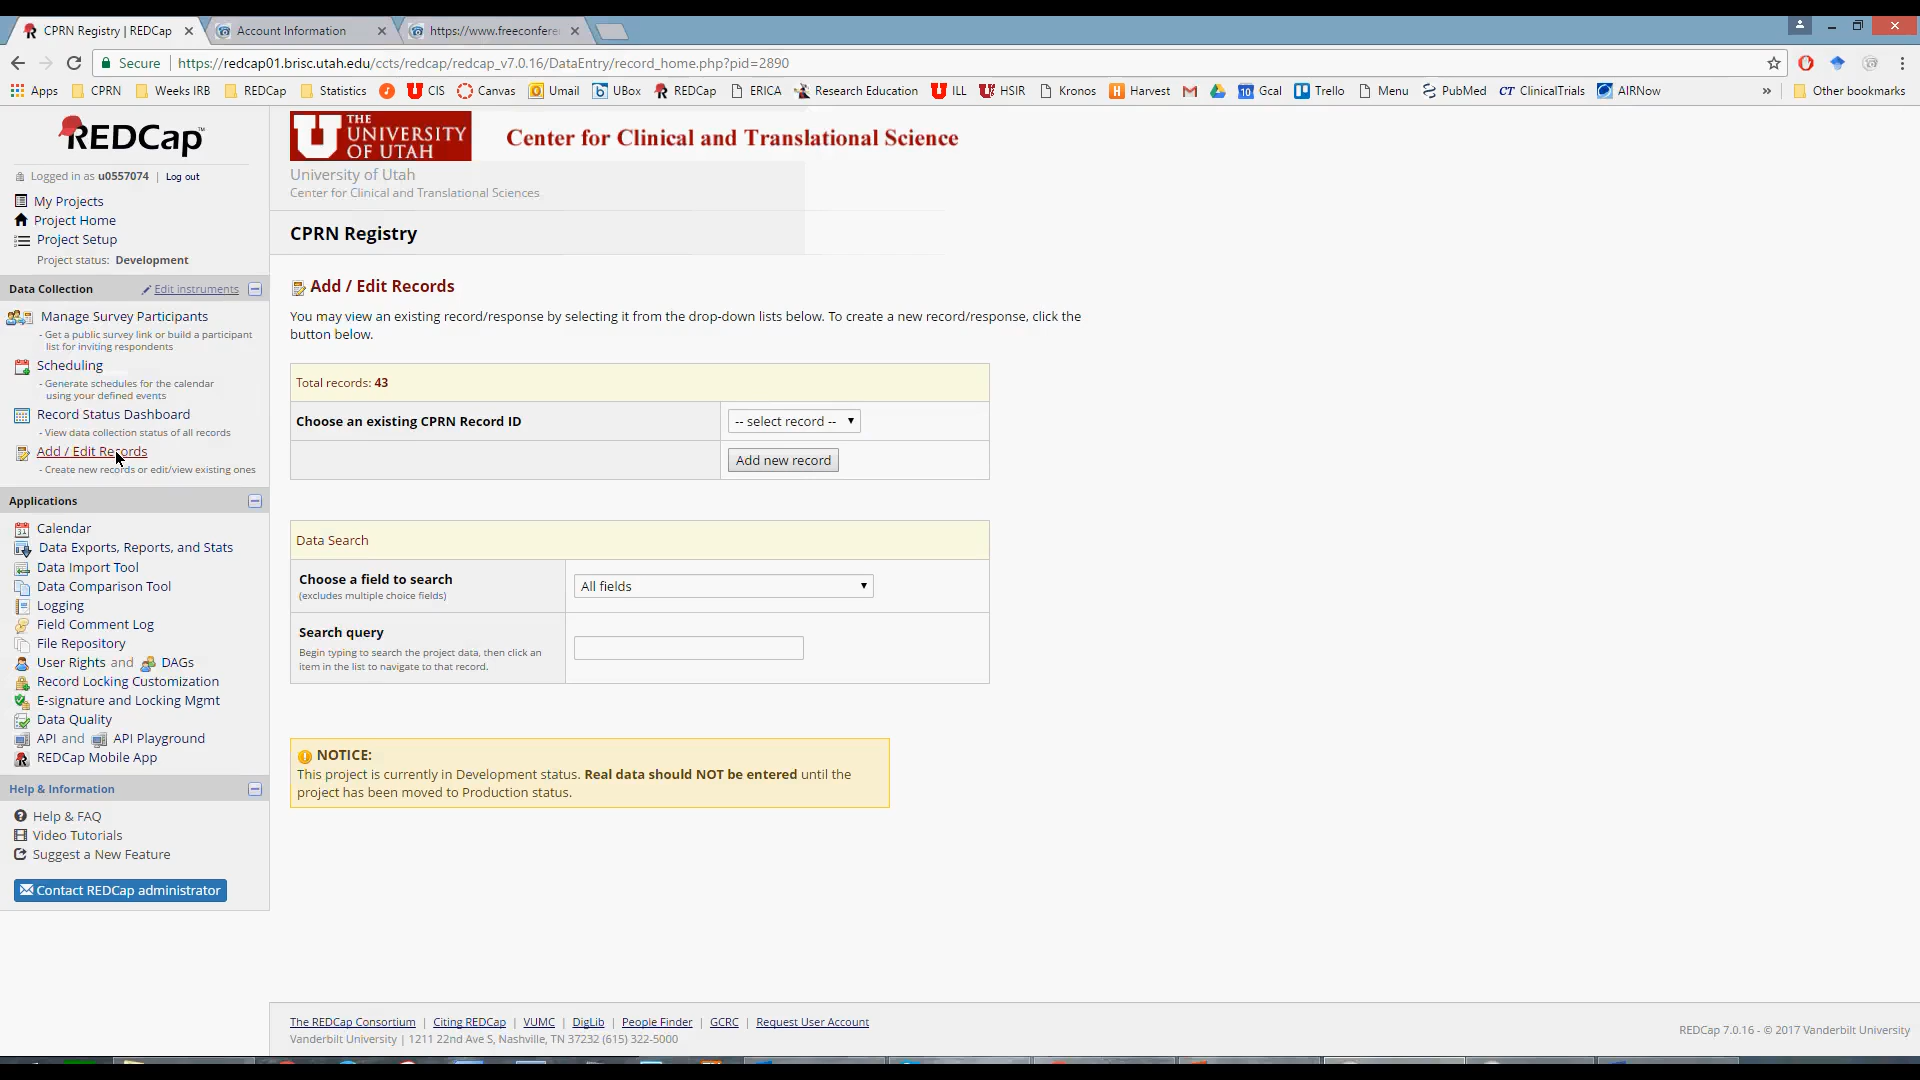 CPRN Registry | REDCap
Account Information
https://www.freeconfere
Secure | https://redcap01.brisc.utah.edu/ccts/redcap/redcap_v7.0.16/DataEntry/record_home.php?pid=2890
Apps CPRN Weeks IRB REDCap Statistics CIS Canvas Umail UBox REDCap ERICA Research Education ILL HSIR Kronos Harvest Gcal Trello Menu PubMed CT ClinicalTrials AIRNow » Other bookmarks
REDCap
Logged in as u0557074 | Log out
My Projects
Project Home
Project Setup
Project status: Development
Data Collection Edit instruments
Manage Survey Participants
- Get a public survey link or build a participant
list for inviting respondents
Scheduling
- Generate schedules for the calendar
using your defined events
Record Status Dashboard
- View data collection status of all records
Add / Edit Records
- Create new records or edit/view existing ones
Applications
Calendar
Data Exports, Reports, and Stats
Data Import Tool
Data Comparison Tool
Logging
Field Comment Log
File Repository
User Rights and DAGs
Record Locking Customization
E-signature and Locking Mgmt
Data Quality
API and API Playground
REDCap Mobile App
Help & Information
Help & FAQ
Video Tutorials
Suggest a New Feature
Contact REDCap administrator
THE
UNIVERSITY
OF UTAH
Center for Clinical and Translational Science
University of Utah
Center for Clinical and Translational Sciences
CPRN Registry
Add / Edit Records
You may view an existing record/response by selecting it from the drop-down lists below. To create a new record/response, click the
button below.
Total records: 43
Choose an existing CPRN Record ID -- select record --
Add new record
Data Search
Choose a field to search
(excludes multiple choice fields)
All fields
Search query
Begin typing to search the project data, then click an
item in the list to navigate to that record.
NOTICE:
This project is currently in Development status. Real data should NOT be entered until the
project has been moved to Production status.
The REDCap Consortium | Citing REDCap | VUMC | DigLib | People Finder | GCRC | Request User Account
Vanderbilt University | 1211 22nd Ave S, Nashville, TN 37232 (615) 322-5000
REDCap 7.0.16 - © 2017 Vanderbilt University